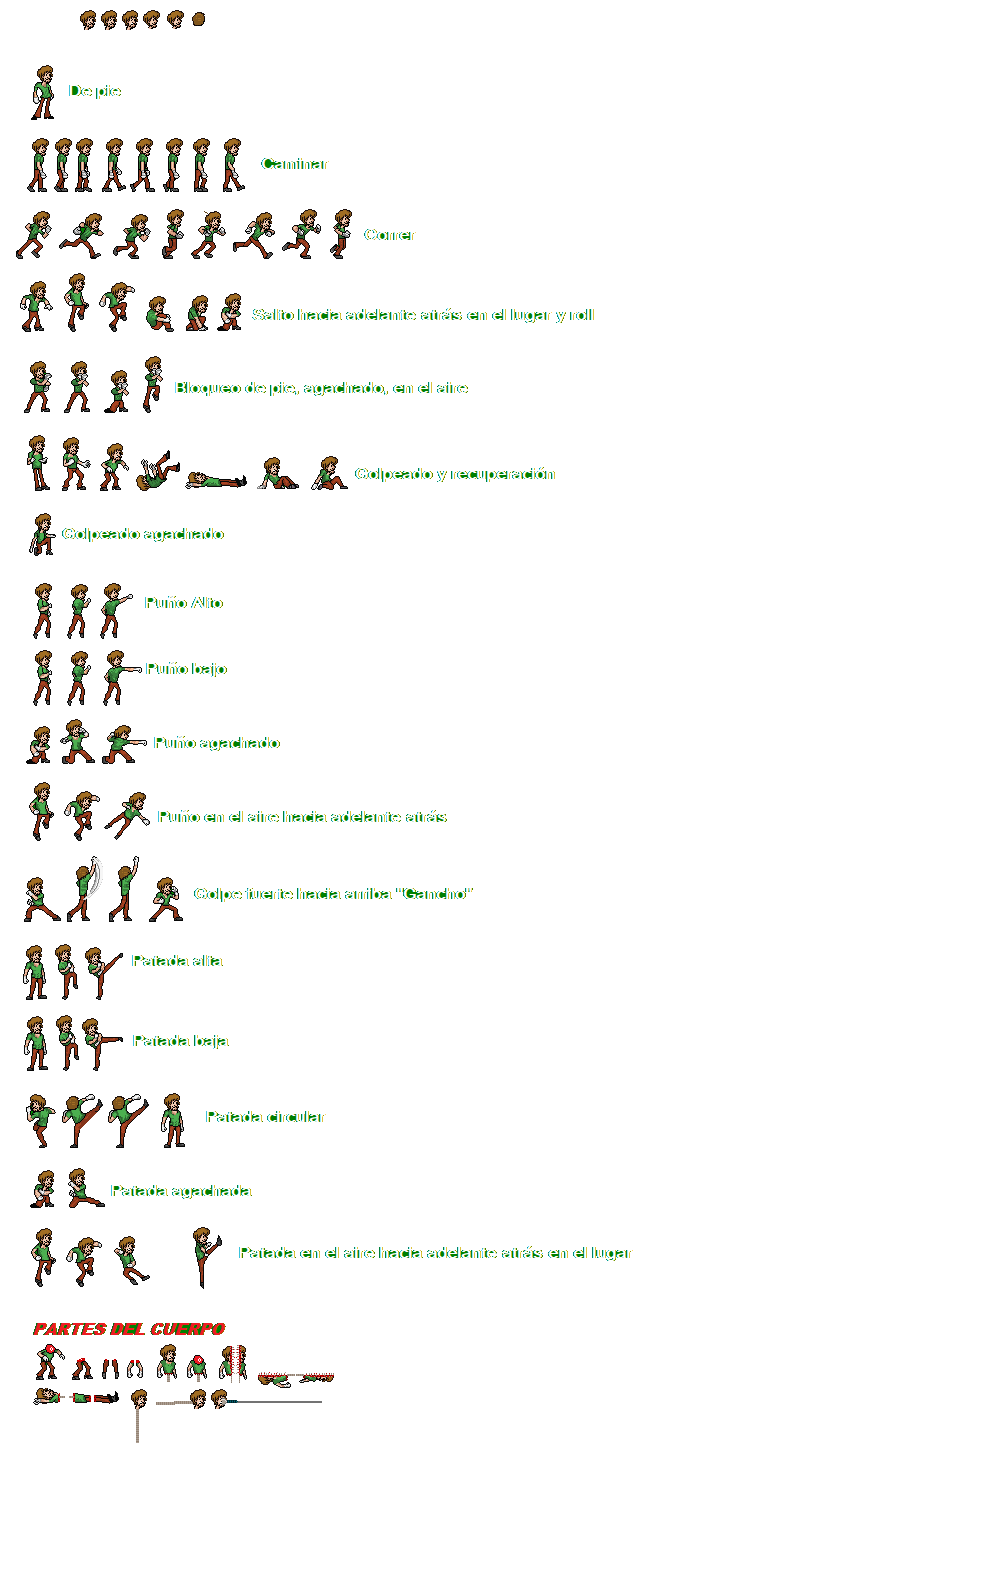 De pie
Caminar
Correr
Salto hacia adelante atrás en el lugar y roll
Bloqueo de pie, agachado, en el aire
Golpeado y recuperación
Golpeado agachado
Puño Alto
Puño bajo
Puño agachado
Puño en el aire hacia adelante atrás
Golpe fuerte hacia arriba "Gancho"
Patada alta
Patada baja
Patada circular
Patada agachada
Patada en el aire hacia adelante atrás en el lugar
PARTES DEL CUERPO